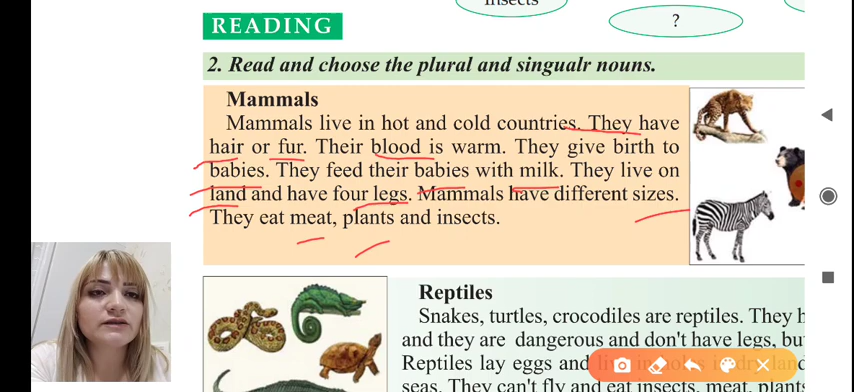 insects
?
READING
2. Read and choose the plural and singualr nouns.
Mammals
Mammals live in hot and cold countries. They have
hair or fur. Their blood is warm. They give birth to
babies. They feed their babies with milk. They live on
land and have four legs. Mammals have different sizes.
They eat meat, plants and insects.
Reptiles
Snakes, turtles, crocodiles are reptiles. They h
and they are dangerous and don't have legs, bu
Reptiles lay eggs and
seas. They can't fly and eat insects, meat, plants